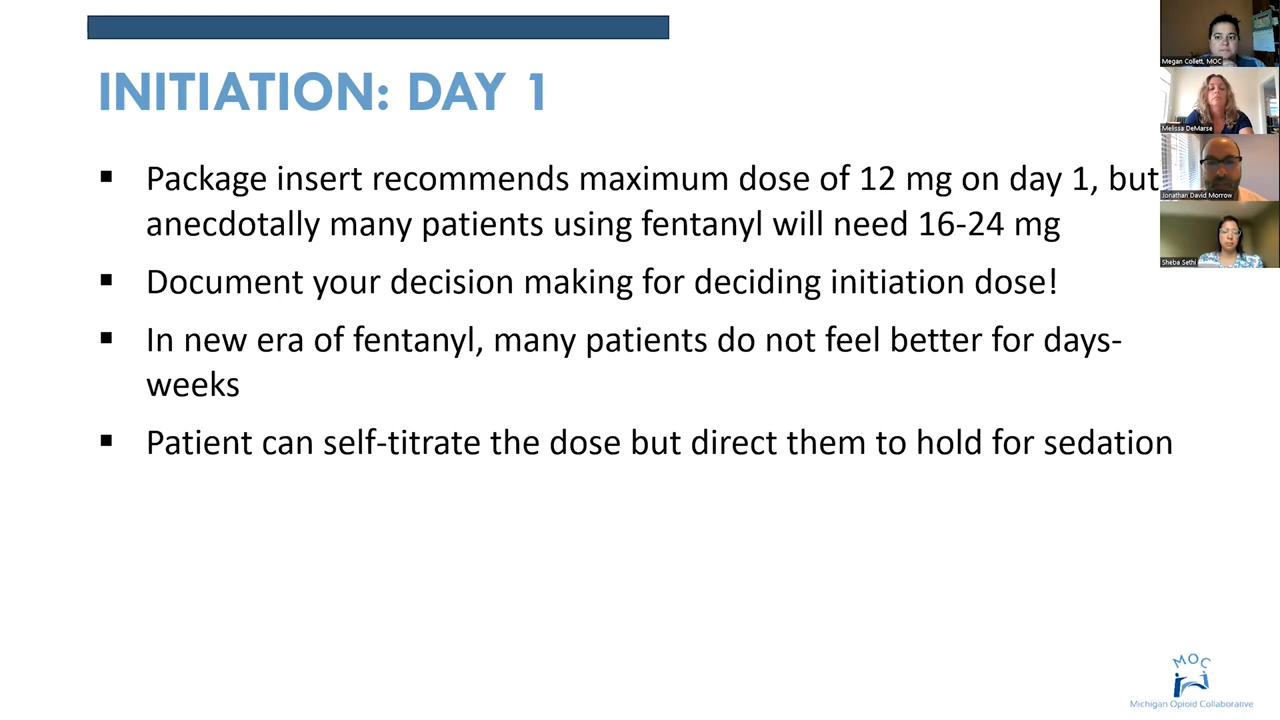 INITIATION: DAY 1
▪ Package insert recommends maximum dose of 12 mg on day 1, but
anecdotally many patients using fentanyl will need 16-24 mg
▪ Document your decision making for deciding initiation dose!
▪ In new era of fentanyl, many patients do not feel better for days-
weeks
▪ Patient can self-titrate the dose but direct them to hold for sedation
Megan Collett, MOC
Melissa DeMarse
Jonathan David Morrow
Sheba Sethi
MOC
Michigan Opioid Collaborative